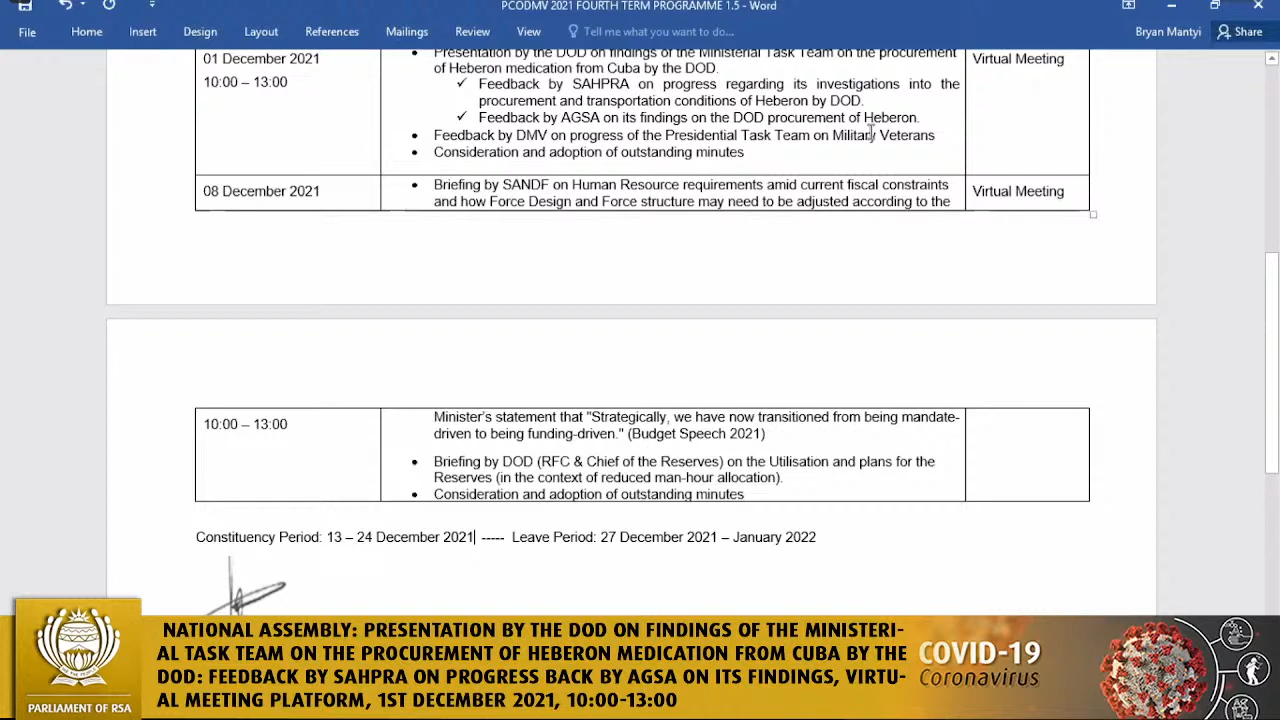 PCODMV 2021 FOURTH TERM PROGRAMME 1.5 - Word
File
Home
Insert
Design
Layout
References
Mailings
Review
View
Tell me what you want to do...
Bryan Mantyi
Share
01 December 2021
10:00 – 13:00
Presentation by the DOD on findings of the Ministerial Task Team on the procurement
of Heberon medication from Cuba by the DOD.
✓ Feedback by SAHPRA on progress regarding its investigations into the
procurement and transportation conditions of Heberon by DOD.
✓ Feedback by AGSA on its findings on the DOD procurement of Heberon.
• Feedback by DMV on progress of the Presidential Task Team on Military Veterans
• Consideration and adoption of outstanding minutes
Virtual Meeting
08 December 2021
• Briefing by SANDF on Human Resource requirements amid current fiscal constraints
and how Force Design and Force structure may need to be adjusted according to the
Virtual Meeting
10:00 – 13:00
Minister's statement that "Strategically, we have now transitioned from being mandate-
driven to being funding-driven." (Budget Speech 2021)
• Briefing by DOD (RFC & Chief of the Reserves) on the Utilisation and plans for the
Reserves (in the context of reduced man-hour allocation).
• Consideration and adoption of outstanding minutes
Constituency Period: 13 – 24 December 2021 ----- Leave Period: 27 December 2021 – January 2022
PARLIAMENT OF RSA
NATIONAL ASSEMBLY: PRESENTATION BY THE DOD ON FINDINGS OF THE MINISTERI-
AL TASK TEAM ON THE PROCUREMENT OF HEBERON MEDICATION FROM CUBA BY THE
DOD: FEEDBACK BY SAHPRA ON PROGRESS BACK BY AGSA ON ITS FINDINGS, VIRTU-
AL MEETING PLATFORM, 1ST DECEMBER 2021, 10:00-13:00
COVID-19
Coronavirus